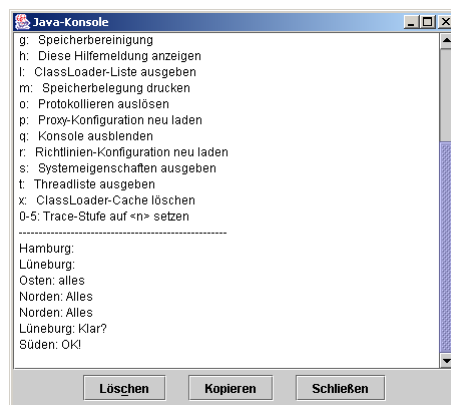 Java-Konsole
g: Speicherbereinigung
h: Diese Hilfemeldung anzeigen
l: ClassLoader-Liste ausgeben
m: Speicherbelegung drucken
o: Protokollieren auslösen
p: Proxy-Konfiguration neu laden
q: Konsole ausblenden
r: Richtlinien-Konfiguration neu laden
s: Systemeigenschaften ausgeben
t: Threadliste ausgeben
x: ClassLoader-Cache löschen
0-5: Trace-Stufe auf <n> setzen
----------------------------------------------------
Hamburg:
Lüneburg:
Osten: alles
Norden: Alles
Norden: Alles
Lüneburg: Klar?
Süden: OK!
Löschen Kopieren Schließen